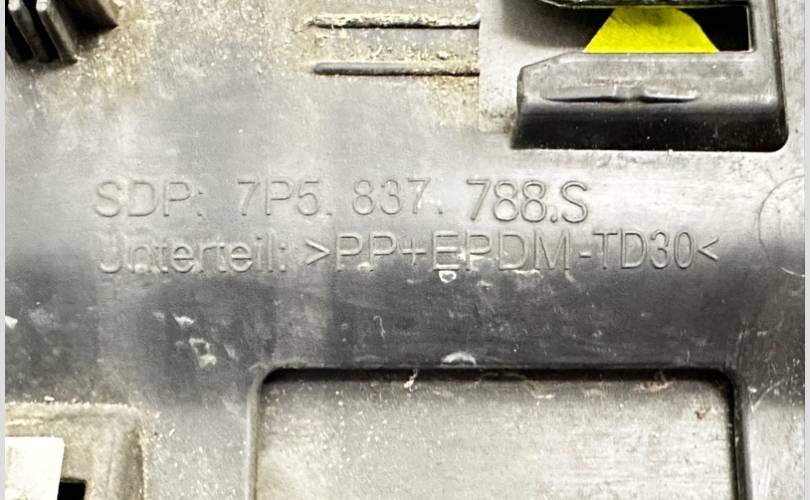 SDP: 7P5. 837. 788.S
Unterteil: >PP+EPDM-TD30<